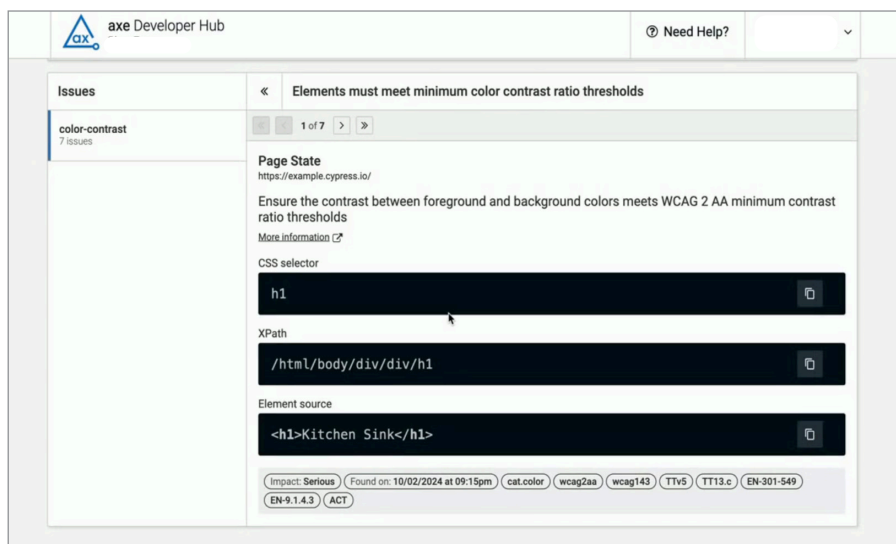 axe Developer Hub
Need Help?
Issues
Elements must meet minimum color contrast ratio thresholds
color-contrast
7 issues
1 of 7
Page State
https://example.cypress.io/
Ensure the contrast between foreground and background colors meets WCAG 2 AA minimum contrast
ratio thresholds
More information
CSS selector
h1
XPath
/html/body/div/div/h1
Element source
<h1>Kitchen Sink</h1>
Impact: Serious Found on: 10/02/2024 at 09:15pm cat.color wcag2aa wcag143 TTv5 TT13.c EN-301-549
EN-9.1.4.3 ACT